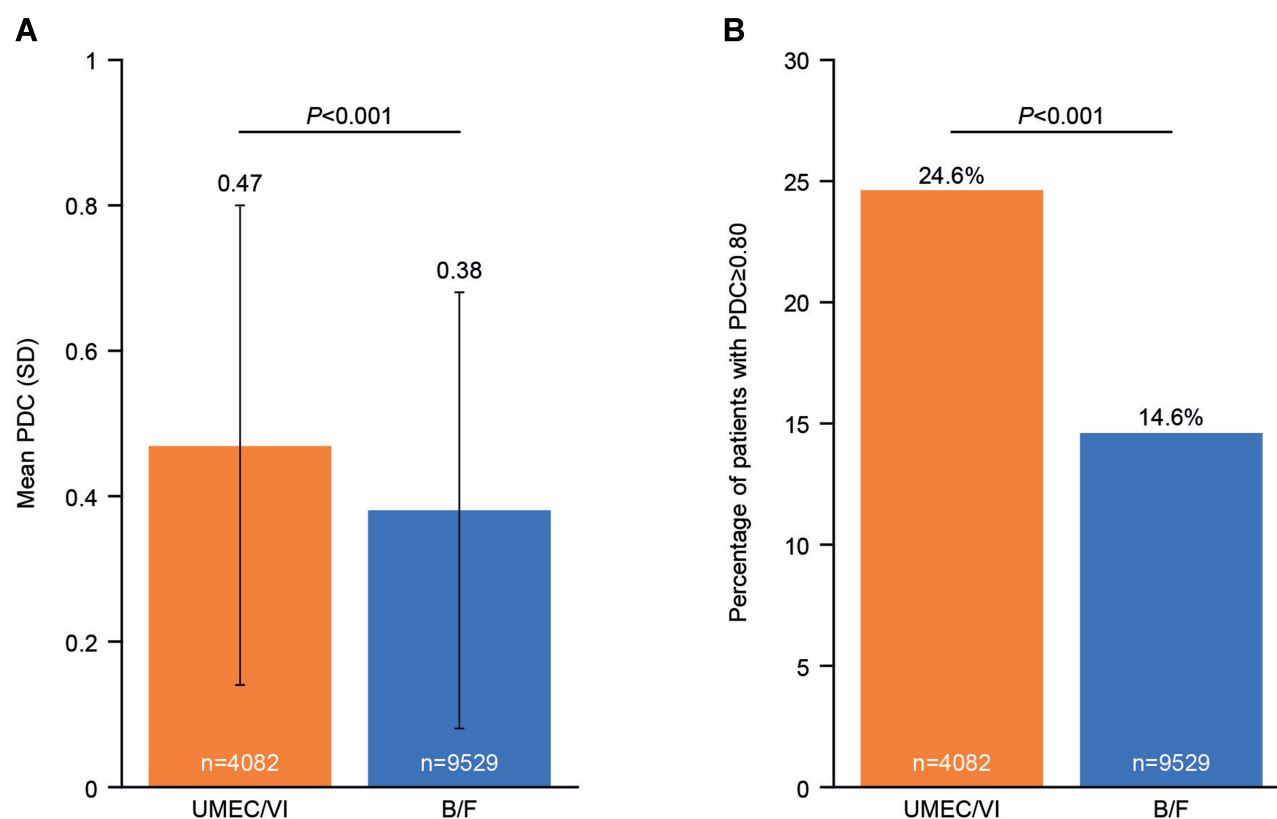 A
Mean PDC (SD)
1
0.8
0.6
0.4
0.2
0
P<0.001
0.47
0.38
n=4082
n=9529
UMEC/VI
B/F
B
Percentage of patients with PDC≥0.80
30
25
20
15
10
5
0
P<0.001
24.6%
14.6%
n=4082
n=9529
UMEC/VI
B/F